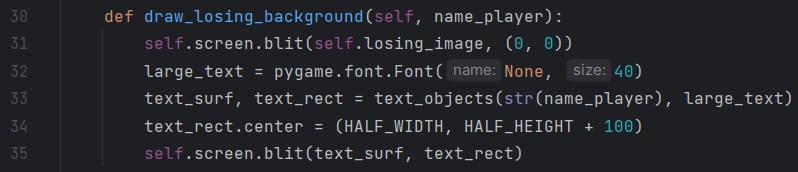 30 def draw_losing_background(self, name_player):
31 self.screen.blit(self.losing_image, (0, 0))
32 large_text = pygame.font.Font( name: None, size: 40)
33 text_surf, text_rect = text_objects(str(name_player), large_text)
34 text_rect.center = (HALF_WIDTH, HALF_HEIGHT + 100)
35 self.screen.blit(text_surf, text_rect)